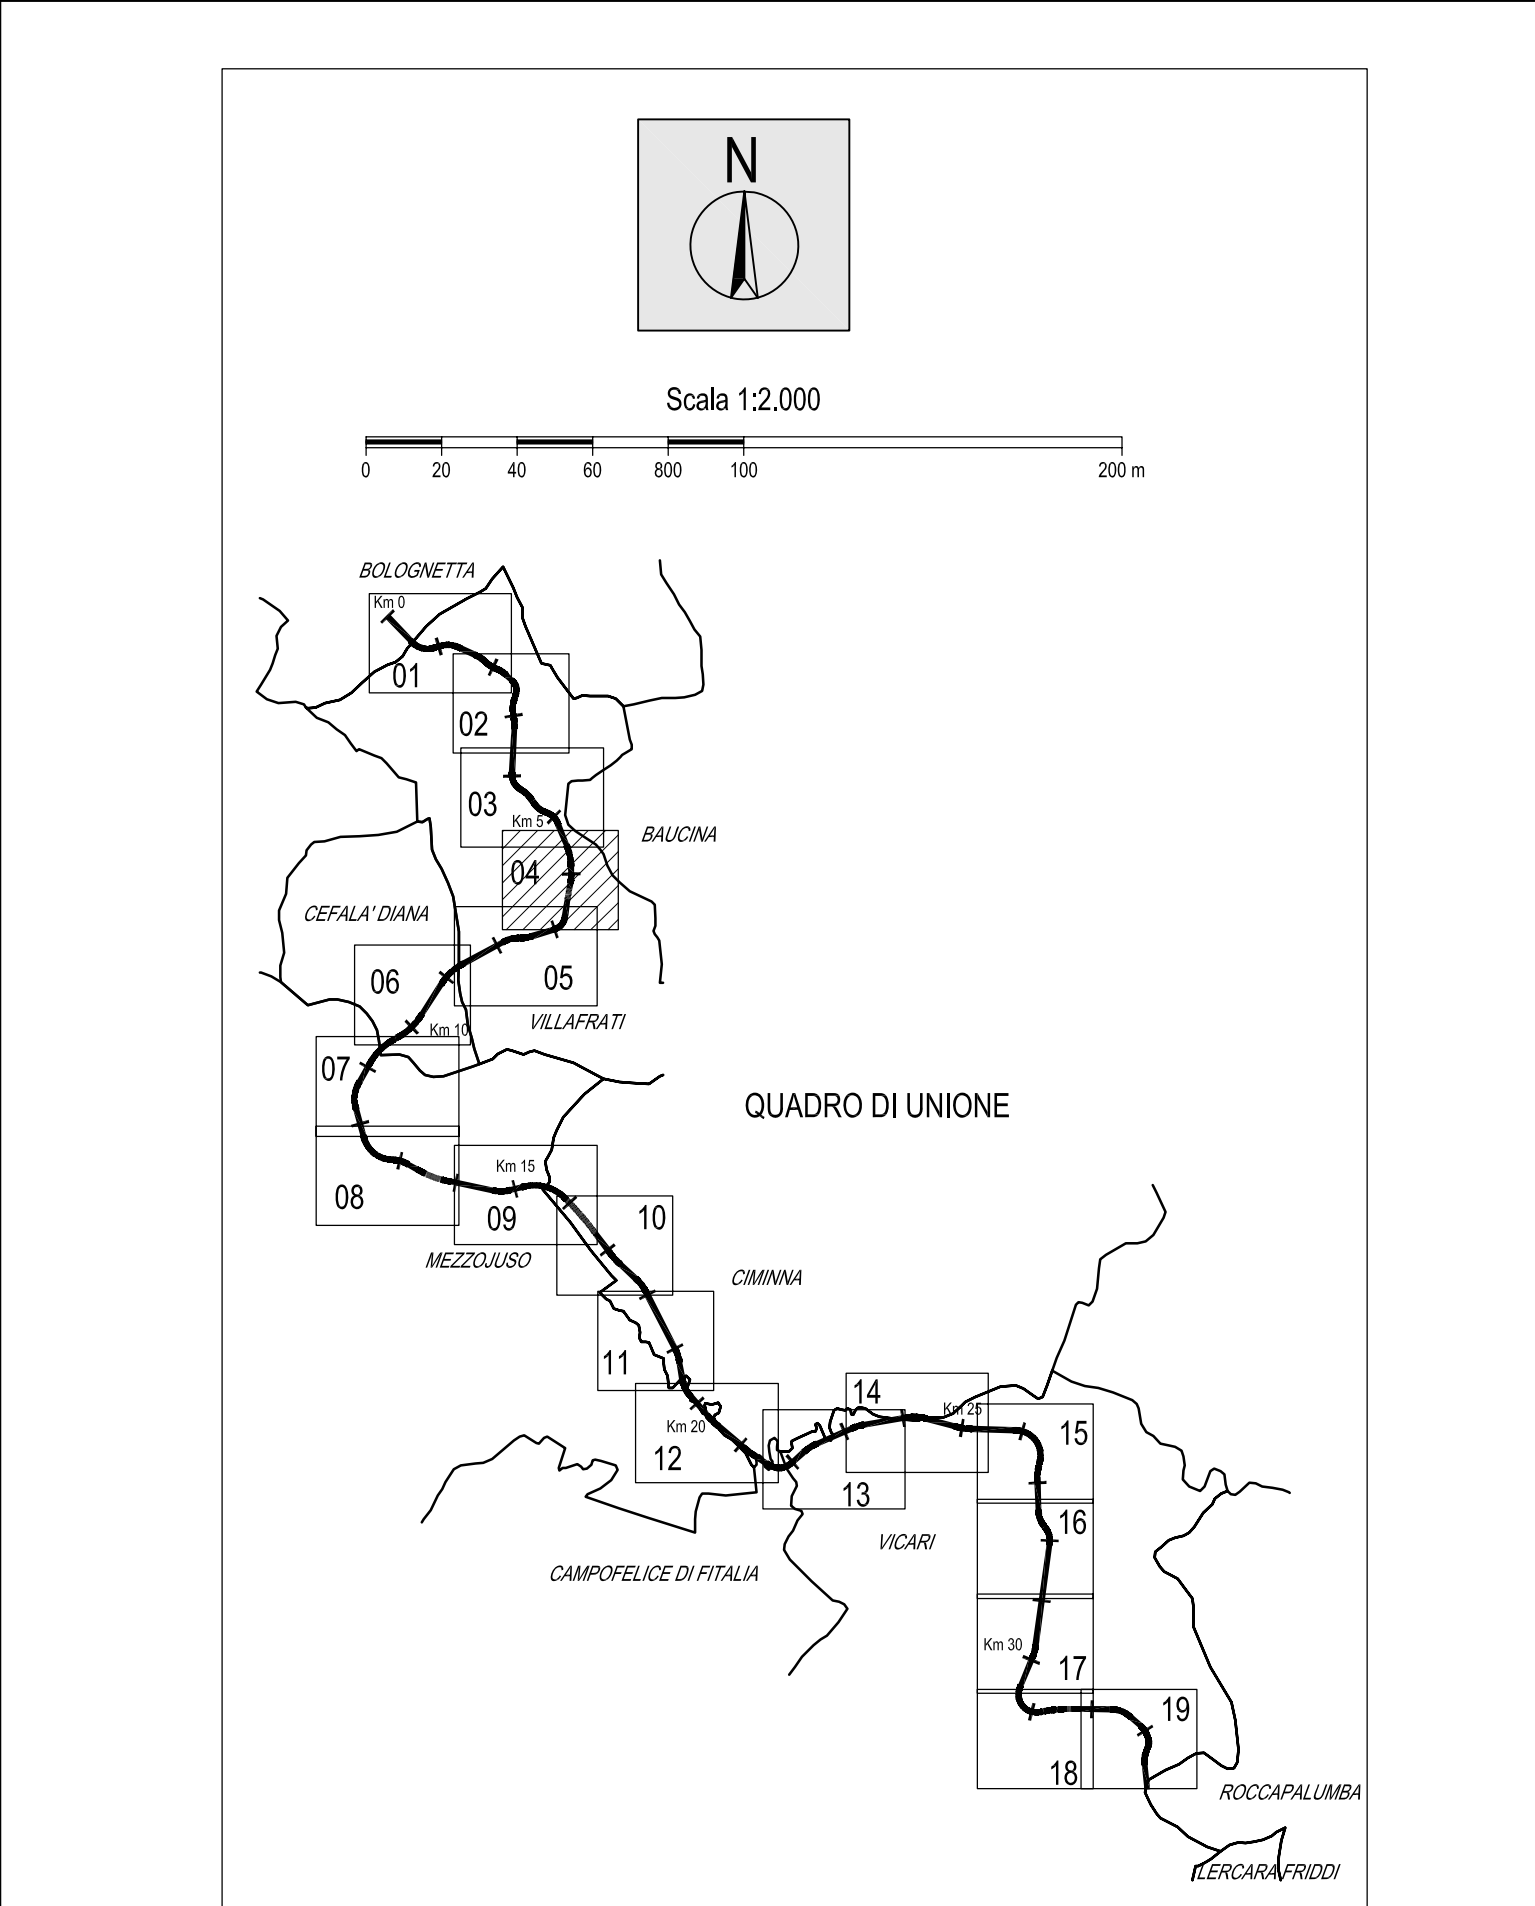 N
Scala 1:2.000
0 20 40 60 800 100 200 m
BOLOGNETTA
Km 0
01
02
03
Km 5
BAUCINA
04
CEFALA' DIANA
06
05
VILLAFRATI
Km 10
07
QUADRO DI UNIONE
Km 15
08
09
10
MEZZOJUSO
CIMINNA
11
14
Km 25
Km 20
15
12
13
16
VICARI
CAMPOFELICE DI FITALIA
Km 30
17
19
18
ROCCAPALUMBA
LERCARA FRIDDI